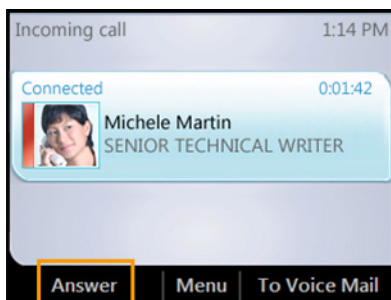 Incoming call 1:14 PM
Connected 0:01:42
Michele Martin
SENIOR TECHNICAL WRITER
Answer Menu To Voice Mail